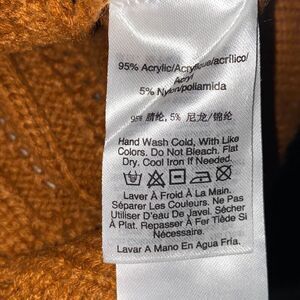 95% Acrylic/Acrylique/acrílico/
Acryl
5% Nylon/poliamida
95% 腈纶, 5% 尼龙/锦纶
Hand Wash Cold, With Like
Colors. Do Not Bleach. Flat
Dry. Cool Iron If Needed.
Laver À Froid À La Main.
Séparer Les Couleurs. Ne Pas
Utiliser D'Eau De Javel. Sécher
À Plat. Repasser À Fer Tiède Si
Nécessaire.
Lavar A Mano En Agua Fría.